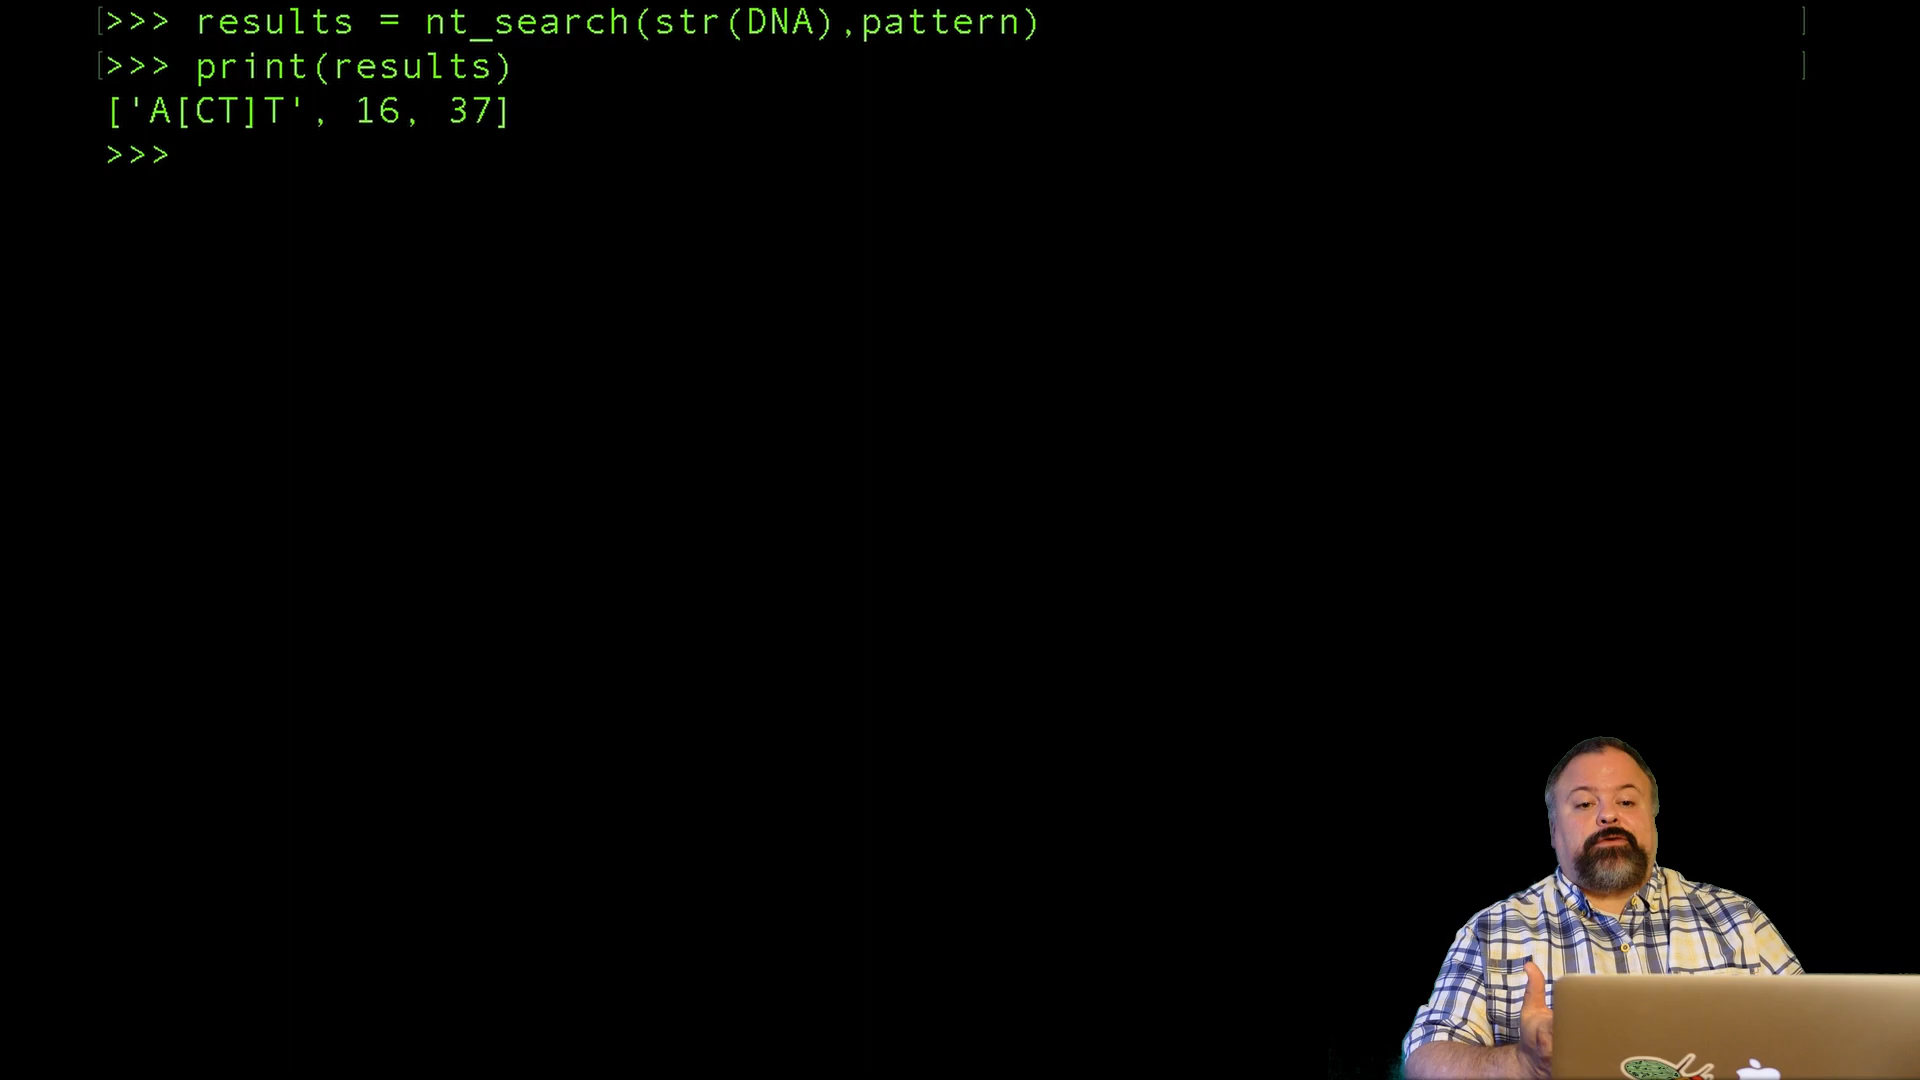 >>> results = nt_search(str(DNA),pattern)
>>> print(results)
['A[CT]T', 16, 37]
>>>